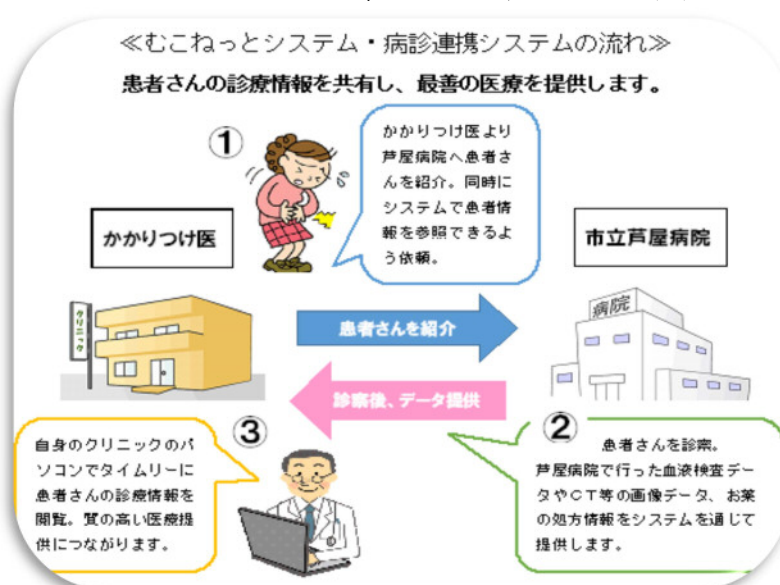 ≪むこねっとシステム・病診連携システムの流れ≫
患者さんの診療情報を共有し、最善の医療を提供します。
①
かかりつけ医より
芦屋病院へ患者さ
んを紹介。同時に
システムで患者情
報を参照できるよ
う依頼。
かかりつけ医
市立芦屋病院
クリニック
病院
患者さんを紹介
診察後、データ提供
③
自身のクリニックのパ
ソコンでタイムリーに
患者さんの診療情報を
閲覧。質の高い医療提
供につながります。
②
患者さんを診察。
芦屋病院で行った血液検査デー
タやCT等の画像データ、お薬
の処方情報をシステムを通じて
提供します。